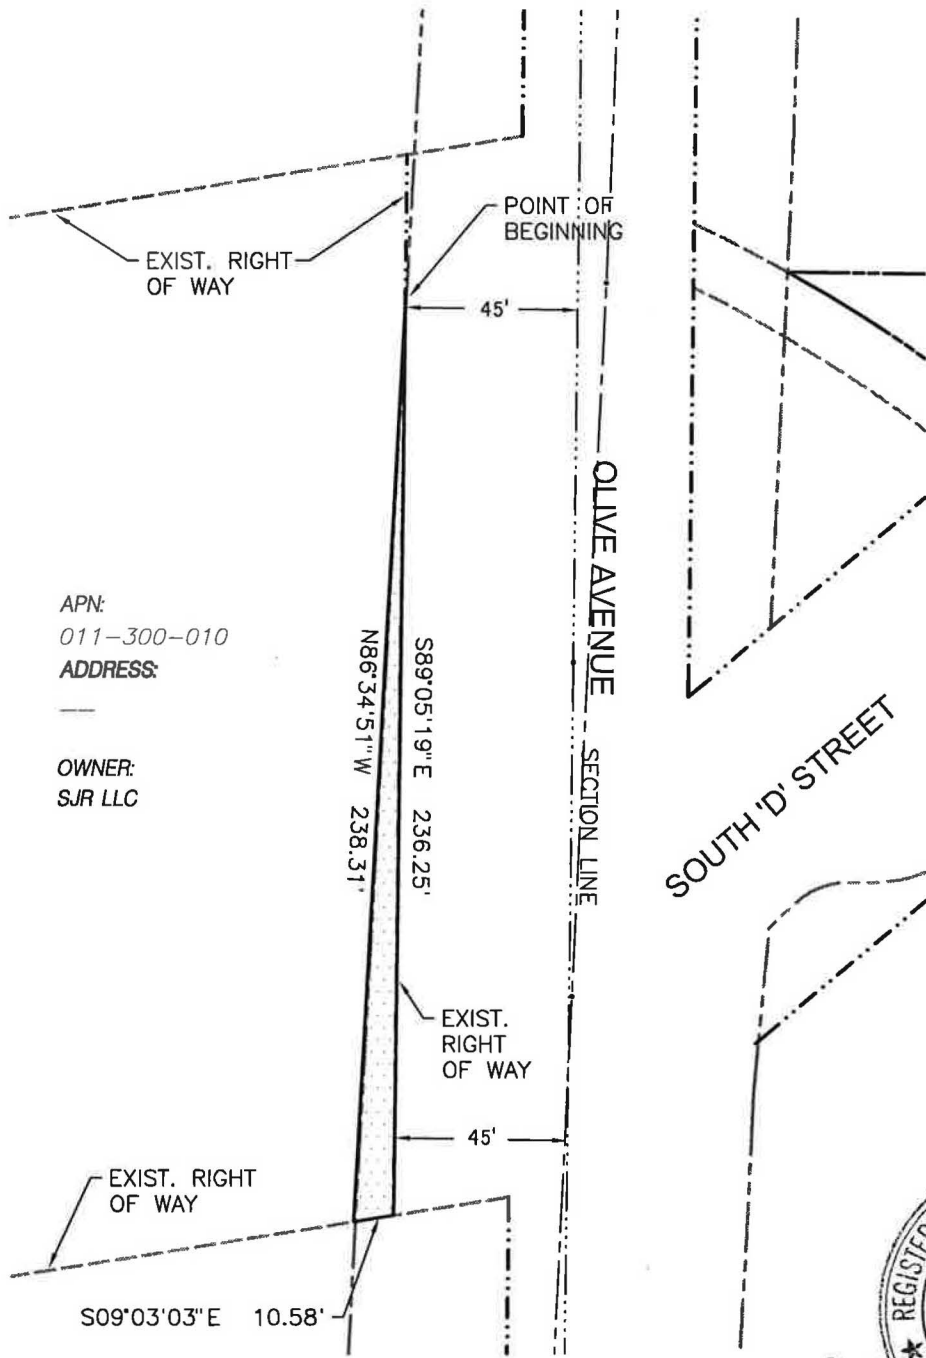 POINT OF
BEGINNING
EXIST. RIGHT
OF WAY
45'
OLIVE AVENUE
APN:
011-300-010
ADDRESS:
——
OWNER:
SJR LLC
S89°05'19"E 236.25'
N86°34'51"W 238.31'
SECTION LINE
SOUTH 'D' STREET
EXIST.
RIGHT
OF WAY
45'
EXIST. RIGHT
OF WAY
S09°03'03"E 10.58'
REGISTERED